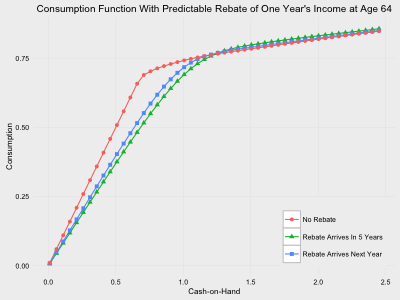 Consumption Function With Predictable Rebate of One Year's Income at Age 64
0.75
0.50
0.25
0.00
Consumption
No Rebate
Rebate Arrives In 5 Years
Rebate Arrives Next Year
0.0 0.5 1.0 1.5 2.0 2.5
Cash-on-Hand